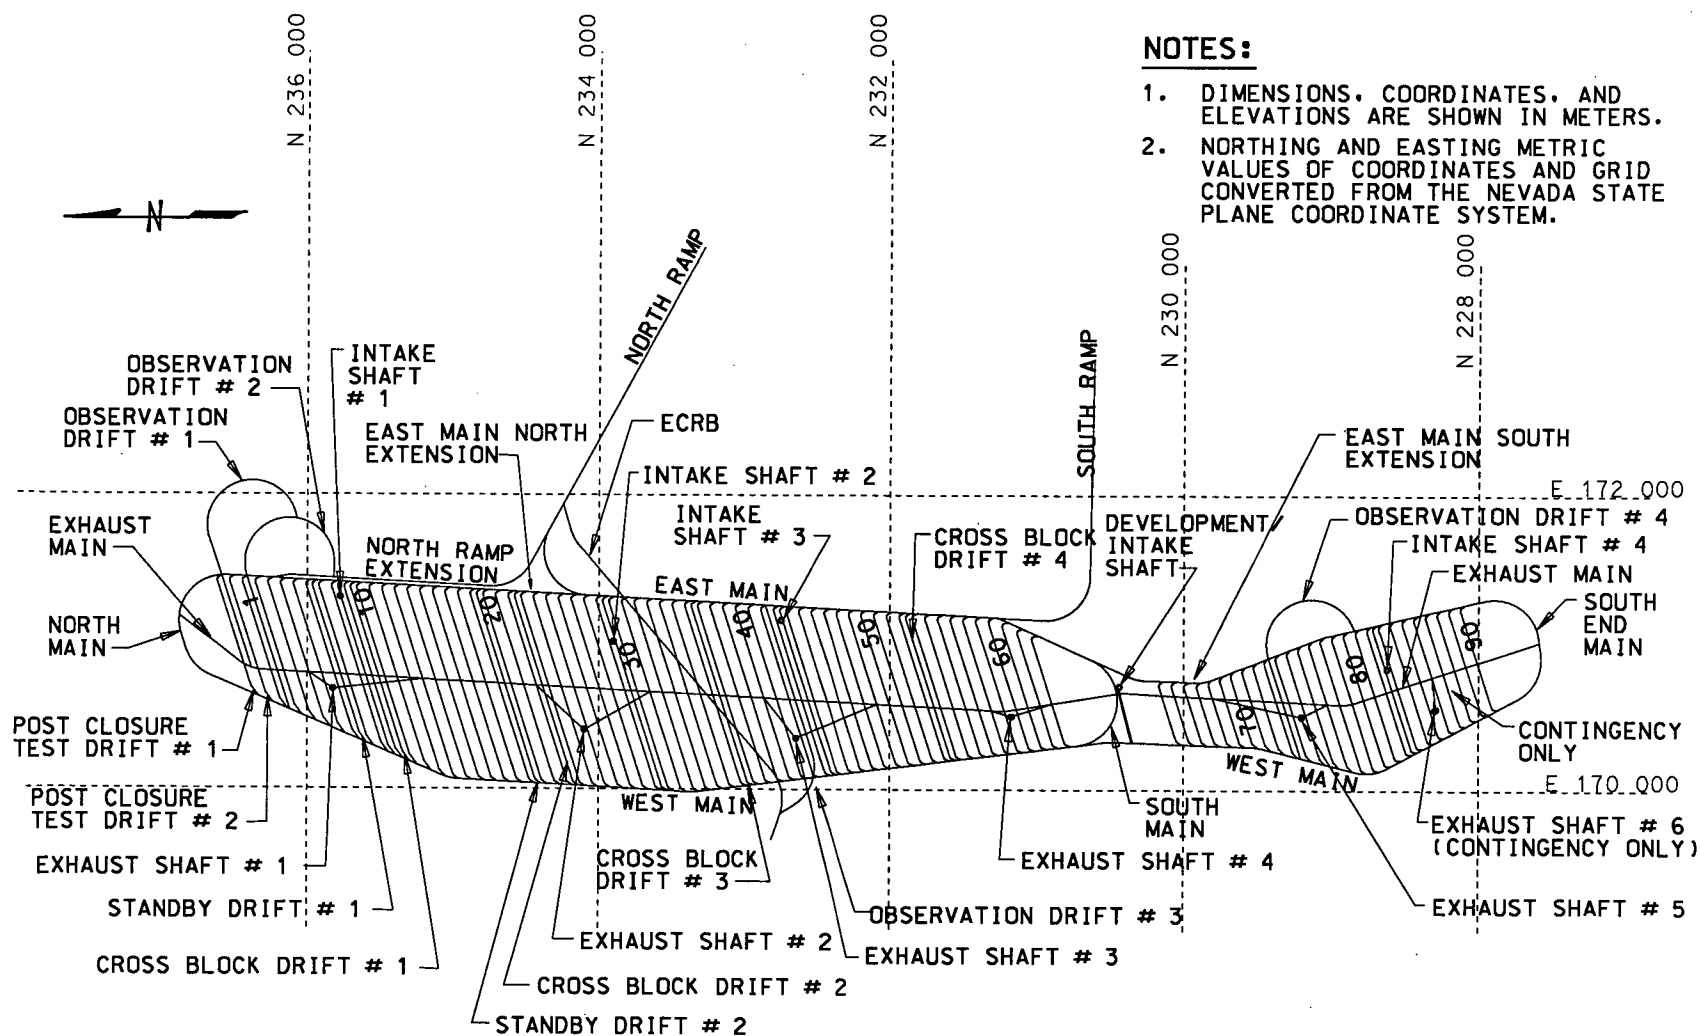 N 236 000
N 234 000
N 232 000
NOTES:
1. DIMENSIONS, COORDINATES, AND
ELEVATIONS ARE SHOWN IN METERS.
2. NORTHING AND EASTING METRIC
VALUES OF COORDINATES AND GRID
CONVERTED FROM THE NEVADA STATE
PLANE COORDINATE SYSTEM.
N
N 230 000
N 228 000
NORTH RAMP
SOUTH RAMP
OBSERVATION
DRIFT # 2
INTAKE
SHAFT
# 1
OBSERVATION
DRIFT # 1
EAST MAIN NORTH
EXTENSION
ECRB
INTAKE SHAFT # 2
EAST MAIN SOUTH
EXTENSION
E 172 000
EXHAUST
MAIN
NORTH RAMP
EXTENSION
INTAKE
SHAFT # 3
EAST MAIN
CROSS BLOCK
DRIFT # 4
DEVELOPMENT
INTAKE
SHAFT
OBSERVATION DRIFT # 4
INTAKE SHAFT # 4
EXHAUST MAIN
SOUTH
END
MAIN
NORTH
MAIN
1
10
20
30
40
50
60
70
80
90
POST CLOSURE
TEST DRIFT # 1
CONTINGENCY
ONLY
WEST MAIN
E 170 000
POST CLOSURE
TEST DRIFT # 2
WEST MAIN
SOUTH
MAIN
EXHAUST SHAFT # 6
(CONTINGENCY ONLY)
EXHAUST SHAFT # 1
CROSS BLOCK
DRIFT # 3
EXHAUST SHAFT # 4
STANDBY DRIFT # 1
OBSERVATION DRIFT # 3
EXHAUST SHAFT # 5
EXHAUST SHAFT # 2
EXHAUST SHAFT # 3
CROSS BLOCK DRIFT # 1
CROSS BLOCK DRIFT # 2
STANDBY DRIFT # 2